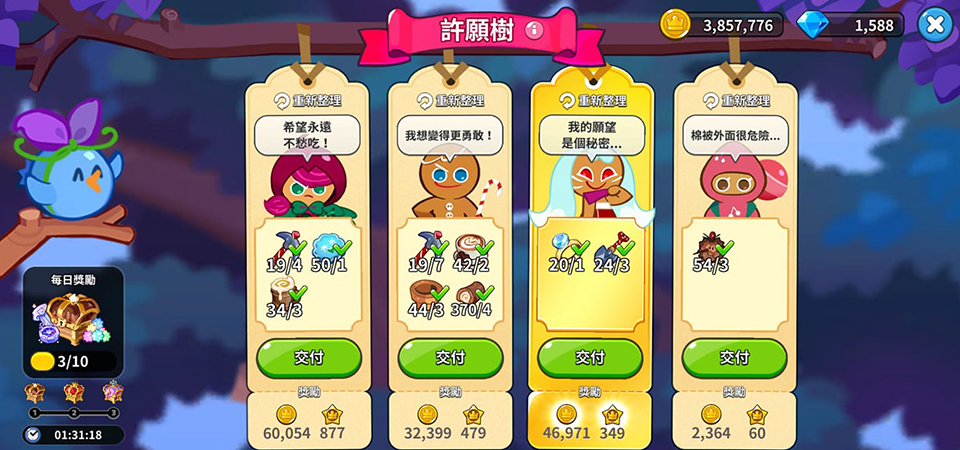 許願樹
3,857,776
1,588
重新整理
重新整理
重新整理
重新整理
希望永遠
不愁吃！
我想變得更勇敢！
我的願望
是個秘密...
棉被外面很危險...
19/4
50/1
34/3
19/7
42/2
44/3
370/4
20/1
24/3
54/3
交付
交付
交付
交付
獎勵
獎勵
獎勵
獎勵
60,054
877
32,399
479
46,971
349
2,364
60
每日獎勵
3/10
1
2
3
01:31:18